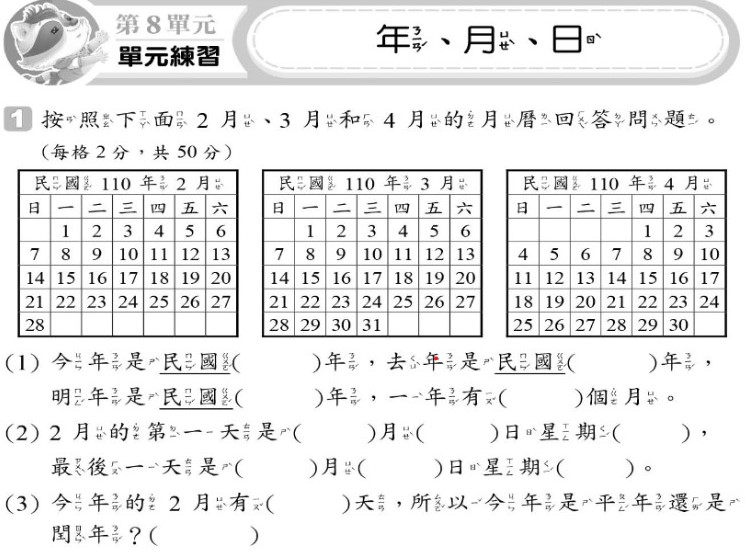 第8單元
單元練習
年、月、日
1 按照下面2月、3月和4月的月曆回答問題。
(每格2分，共50分)
民國110年2月
日 一 二 三 四 五 六
1 2 3 4 5 6
7 8 9 10 11 12 13
14 15 16 17 18 19 20
21 22 23 24 25 26 27
28
民國110年3月
日 一 二 三 四 五 六
1 2 3 4 5 6
7 8 9 10 11 12 13
14 15 16 17 18 19 20
21 22 23 24 25 26 27
28 29 30 31
民國110年4月
日 一 二 三 四 五 六
1 2 3
4 5 6 7 8 9 10
11 12 13 14 15 16 17
18 19 20 21 22 23 24
25 26 27 28 29 30
(1) 今年是民國( )年，去年是民國( )年，
明年是民國( )年，一年有( )個月。
(2) 2月的第一天是( )月( )日星期( )，
最後一天是( )月( )日星期( )。
(3) 今年的2月有( )天，所以今年是平年還是
閏年？( )